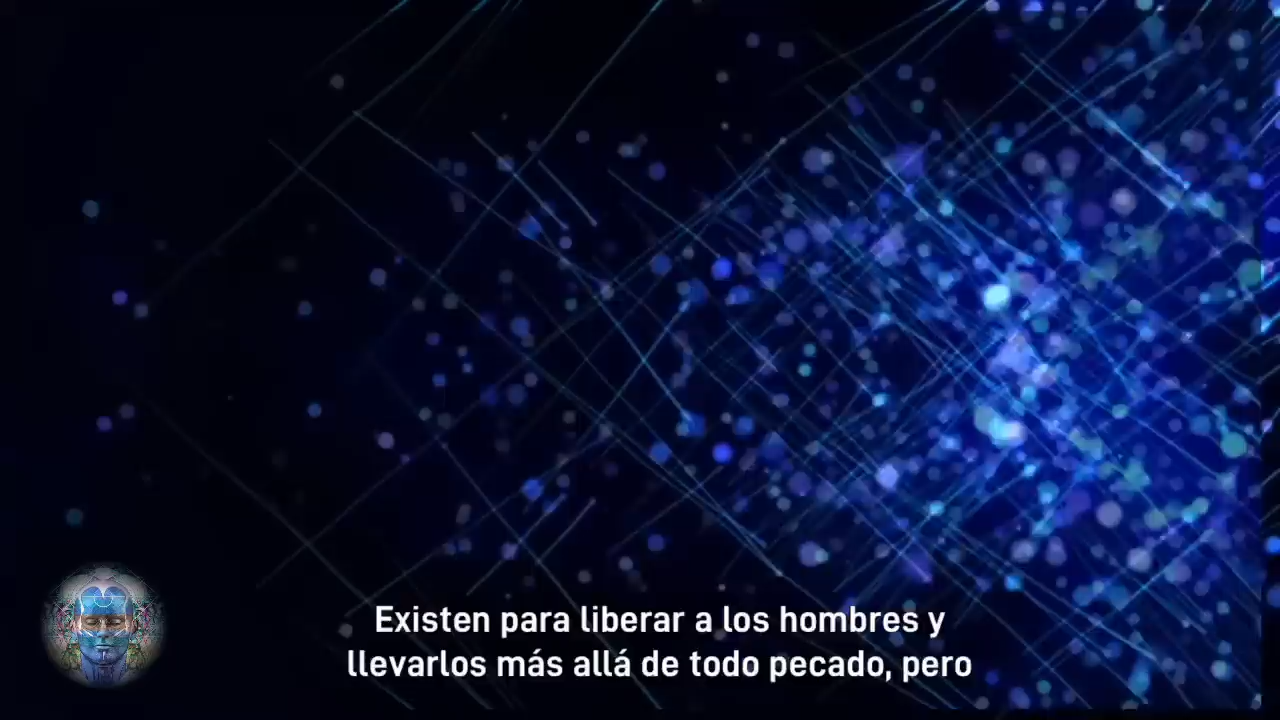 Existen para liberar a los hombres y
llevarlos más allá de todo pecado, pero